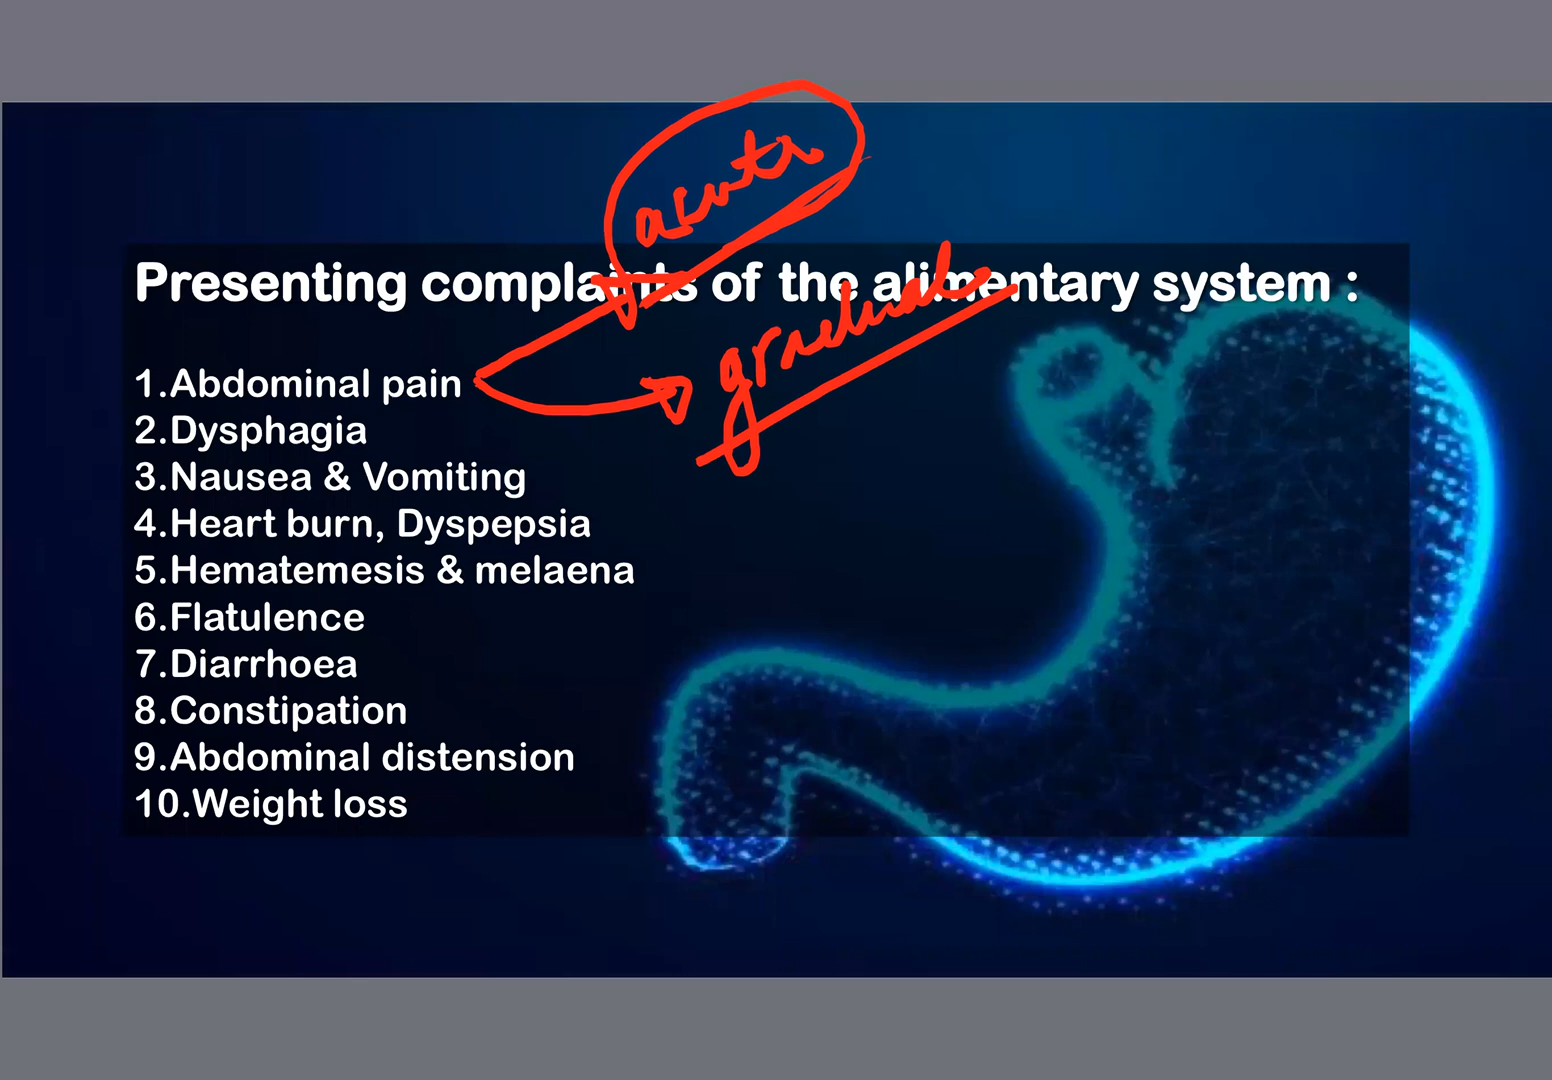 acute
Presenting complaints of the alimentary system :
gradual
1.Abdominal pain
2.Dysphagia
3.Nausea & Vomiting
4.Heart burn, Dyspepsia
5.Hematemesis & melaena
6.Flatulence
7.Diarrhoea
8.Constipation
9.Abdominal distension
10.Weight loss